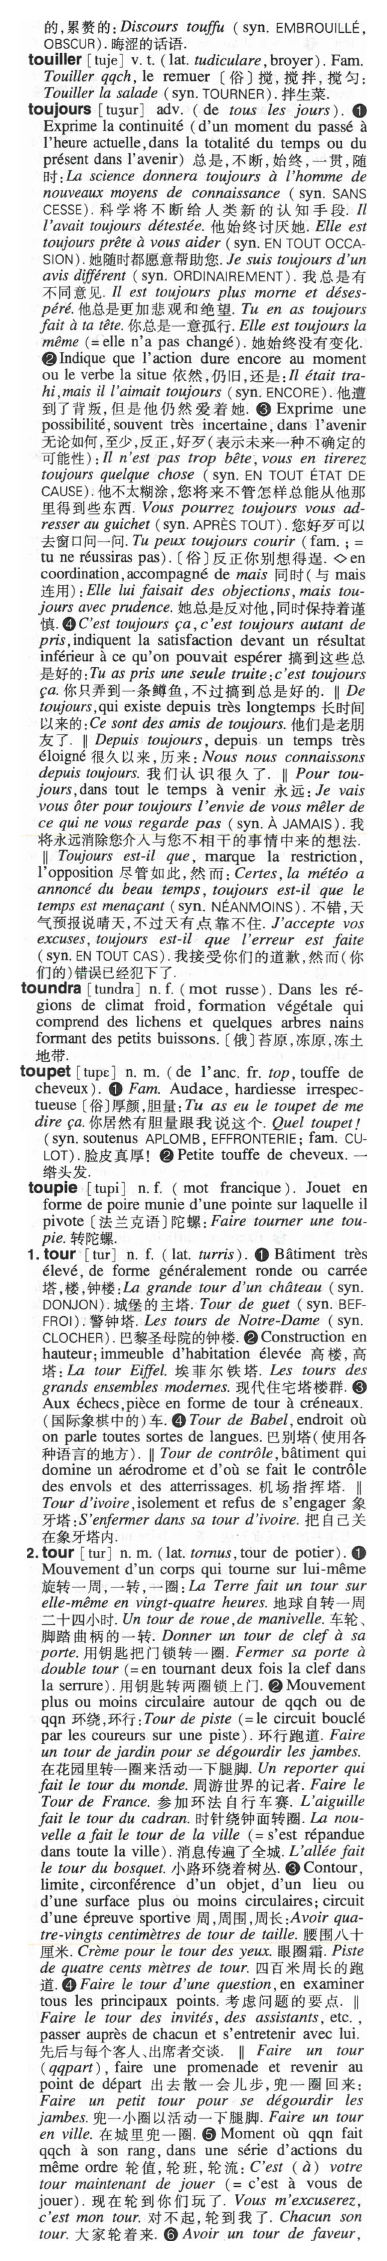 的,累赘的:Discours touffu (syn. EMBROUILLÉ,
OBSCUR). 晦涩的话语.
touiller [tuje] v. t. (lat. tudiculare, broyer). Fam.
Touiller qqch, le remuer〔俗〕搅,搅拌,搅匀:
Touiller la salade (syn. TOURNER). 拌生菜.
toujours [tuʒur] adv. (de tous les jours). ❶
Exprime la continuité (d'un moment du passé à
l'heure actuelle, dans la totalité du temps ou du
présent dans l'avenir) 总是,不断,始终,一贯,随
时:La science donnera toujours à l'homme de
nouveaux moyens de connaissance (syn. SANS
CESSE). 科学将不断给人类新的认知手段. Il
l'avait toujours détestée. 他始终讨厌她. Elle est
toujours prête à vous aider (syn. EN TOUT OCCA-
SION). 她随时都愿意帮助您. Je suis toujours d'un
avis différent (syn. ORDINAIREMENT). 我总是有
不同意见. Il est toujours plus morne et déses-
péré. 他总是更加悲观和绝望. Tu en as toujours
fait à ta tête. 你总是一意孤行. Elle est toujours la
même (= elle n'a pas changé). 她始终没有变化.
❷ Indique que l'action dure encore au moment
ou le verbe la situe 依然,仍旧,还是:Il était tra-
hi, mais il l'aimait toujours (syn. ENCORE). 他遭
到了背叛,但是他仍然爱着她. ❸ Exprime une
possibilité, souvent très incertaine, dans l'avenir
无论如何,至少,反正,好歹(表示未来一种不确定的
可能性):Il n'est pas trop bête, vous en tirerez
toujours quelque chose (syn. EN TOUT ÉTAT DE
CAUSE). 他不太糊涂,您将来不管怎样总能从他那
里得到些东西. Vous pourrez toujours vous ad-
resser au guichet (syn. APRÈS TOUT). 您好歹可以
去窗口问一问. Tu peux toujours courir (fam. ; =
tu ne réussiras pas).〔俗〕反正你别想得逞. ◇ en
coordination, accompagné de mais 同时(与 mais
连用):Elle lui faisait des objections, mais tou-
jours avec prudence. 她总是反对他,同时保持着谨
慎. ❹ C'est toujours ça, c'est toujours autant de
pris, indiquent la satisfaction devant un résultat
inférieur à ce qu'on pouvait espérer 搞到这些总
是好的:Tu as pris une seule truite: c'est toujours
ça. 你只弄到一条鳟鱼,不过搞到总是好的. ‖ De
toujours, qui existe depuis très longtemps 长时间
以来的:Ce sont des amis de toujours. 他们是老朋
友了. ‖ Depuis toujours, depuis un temps très
éloigné 很久以来,历来:Nous nous connaissons
depuis toujours. 我们认识很久了. ‖ Pour tou-
jours, dans tout le temps à venir 永远:Je vais
vous ôter pour toujours l'envie de vous mêler de
ce qui ne vous regarde pas (syn. À JAMAIS). 我
将永远消除您介入与您不相干的事情中来的想法.
‖ Toujours est-il que, marque la restriction,
l'opposition 尽管如此,然而:Certes, la météo a
annoncé du beau temps, toujours est-il que le
temps est menaçant (syn. NÉANMOINS). 不错,天
气预报说晴天,不过天有点靠不住. J'accepte vos
excuses, toujours est-il que l'erreur est faite
(syn. EN TOUT CAS). 我接受你们的道歉,然而(你
们的)错误已经犯下了.
toundra [tundra] n. f. (mot russe). Dans les ré-
gions de climat froid, formation végétale qui
comprend des lichens et quelques arbres nains
formant des petits buissons.〔俄〕苔原,冻原,冻土
地带.
toupet [tupɛ] n. m. (de l'anc. fr. top, touffe de
cheveux). ❶ Fam. Audace, hardiesse irrespec-
tueuse〔俗〕厚颜,胆量:Tu as eu le toupet de me
dire ça. 你居然有胆量跟我说这个. Quel toupet!
(syn. soutenus APLOMB, EFFRONTERIE; fam. CU-
LOT). 脸皮真厚! ❷ Petite touffe de cheveux. 一
绺头发.
toupie [tupi] n. f. (mot francique). Jouet en
forme de poire munie d'une pointe sur laquelle il
pivote〔法兰克语〕陀螺:Faire tourner une tou-
pie. 转陀螺.
1. tour [tur] n. f. (lat. turris). ❶ Bâtiment très
élevé, de forme généralement ronde ou carrée
塔,楼,钟楼:La grande tour d'un château (syn.
DONJON). 城堡的主塔. Tour de guet (syn. BEF-
FROI). 警钟塔. Les tours de Notre-Dame (syn.
CLOCHER). 巴黎圣母院的钟楼. ❷ Construction en
hauteur; immeuble d'habitation élevée 高楼,高
塔:La tour Eiffel. 埃菲尔铁塔. Les tours des
grands ensembles modernes. 现代住宅塔楼群. ❸
Aux échecs, pièce en forme de tour à créneaux.
(国际象棋中的)车. ❹ Tour de Babel, endroit où
on parle toutes sortes de langues. 巴别塔(使用各
种语言的地方). ‖ Tour de contrôle, bâtiment qui
domine un aérodrome et d'où se fait le contrôle
des envols et des atterrissages. 机场指挥塔. ‖
Tour d'ivoire, isolement et refus de s'engager 象
牙塔:S'enfermer dans sa tour d'ivoire. 把自己关
在象牙塔内.
2. tour [tur] n. m. (lat. tornus, tour de potier). ❶
Mouvement d'un corps qui tourne sur lui-même
旋转一周,一转,一圈:La Terre fait un tour sur
elle-même en vingt-quatre heures. 地球自转一周
二十四小时. Un tour de roue, de manivelle. 车轮、
脚踏曲柄的一转. Donner un tour de clef à sa
porte. 用钥匙把门锁转一圈. Fermer sa porte à
double tour (= en tournant deux fois la clef dans
la serrure). 用钥匙转两圈锁上门. ❷ Mouvement
plus ou moins circulaire autour de qqch ou de
qqn 环绕,环行:Tour de piste (= le circuit bouclé
par les coureurs sur une piste). 环行跑道. Faire
un tour de jardin pour se dégourdir les jambes.
在花园里转一圈来活动一下腿脚. Un reporter qui
fait le tour du monde. 周游世界的记者. Faire le
Tour de France. 参加环法自行车赛. L'aiguille
fait le tour du cadran. 时针绕钟面转圈. La nou-
velle a fait le tour de la ville (= s'est répandue
dans toute la ville). 消息传遍了全城. L'allée fait
le tour du bosquet. 小路环绕着树丛. ❸ Contour,
limite, circonférence d'un objet, d'un lieu ou
d'une surface plus ou moins circulaires; circuit
d'une épreuve sportive 周,周围,周长:Avoir qua-
tre-vingts centimètres de tour de taille. 腰围八十
厘米. Crème pour le tour des yeux. 眼圈霜. Piste
de quatre cents mètres de tour. 四百米周长的跑
道. ❹ Faire le tour d'une question, en examiner
tous les principaux points. 考虑问题的要点. ‖
Faire le tour des invités, des assistants, etc. ,
passer auprès de chacun et s'entretenir avec lui.
先后与每个客人、出席者交谈. ‖ Faire un tour
(qqpart), faire une promenade et revenir au
point de départ 出去散一会儿步,兜一圈回来:
Faire un petit tour pour se dégourdir les
jambes. 兜一小圈以活动一下腿脚. Faire un tour
en ville. 在城里兜一圈. ❺ Moment où qqn fait
qqch à son rang, dans une série d'actions du
même ordre 轮值,轮班,轮流:C'est (à) votre
tour maintenant de jouer (= c'est à vous de
jouer). 现在轮到你们玩了. Vous m'excuserez,
c'est mon tour. 对不起,轮到我了. Chacun son
tour. 大家轮着来. ❻ Avoir un tour de faveur,